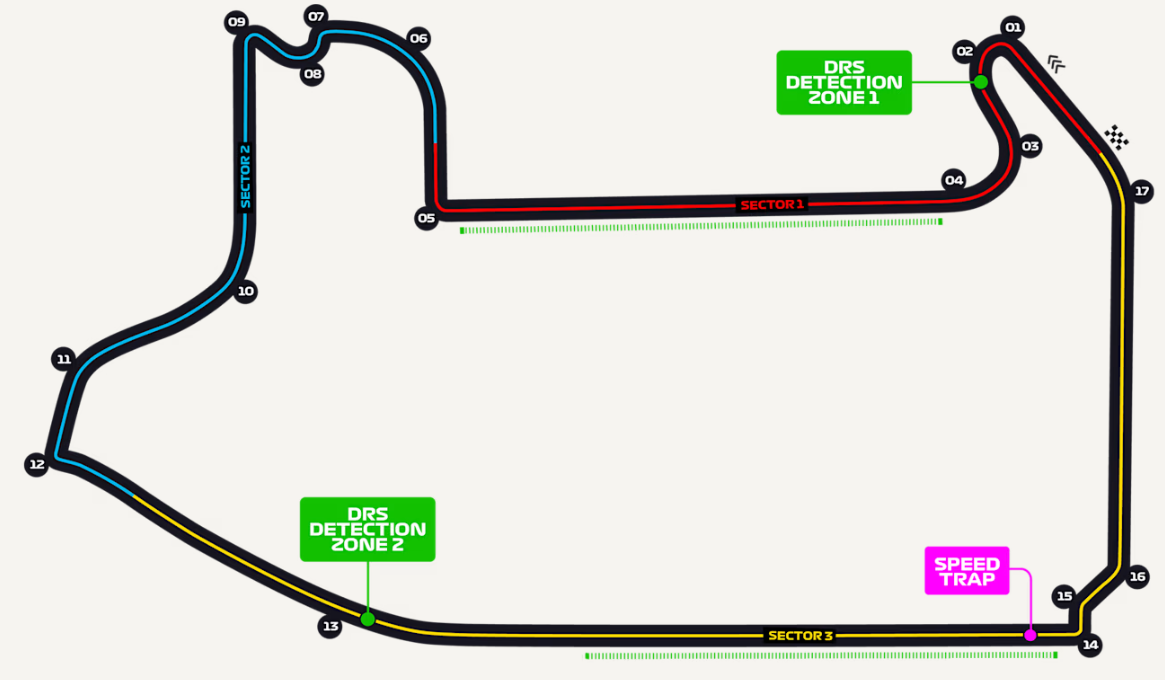 09
07
08
06
01
02
DRS
DETECTION
ZONE 1
03
04
17
SECTOR 2
SECTOR 1
05
10
11
12
DRS
DETECTION
ZONE 2
SPEED
TRAP
16
15
13
SECTOR 3
14